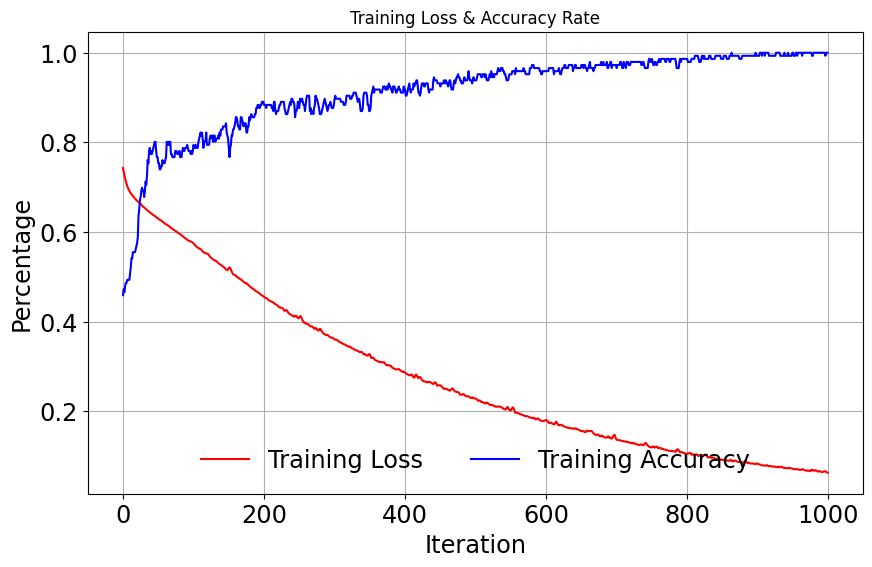 Training Loss & Accuracy Rate
1.0
0.8
0.6
0.4
0.2
Percentage
Training Loss
Training Accuracy
0 200 400 600 800 1000
Iteration